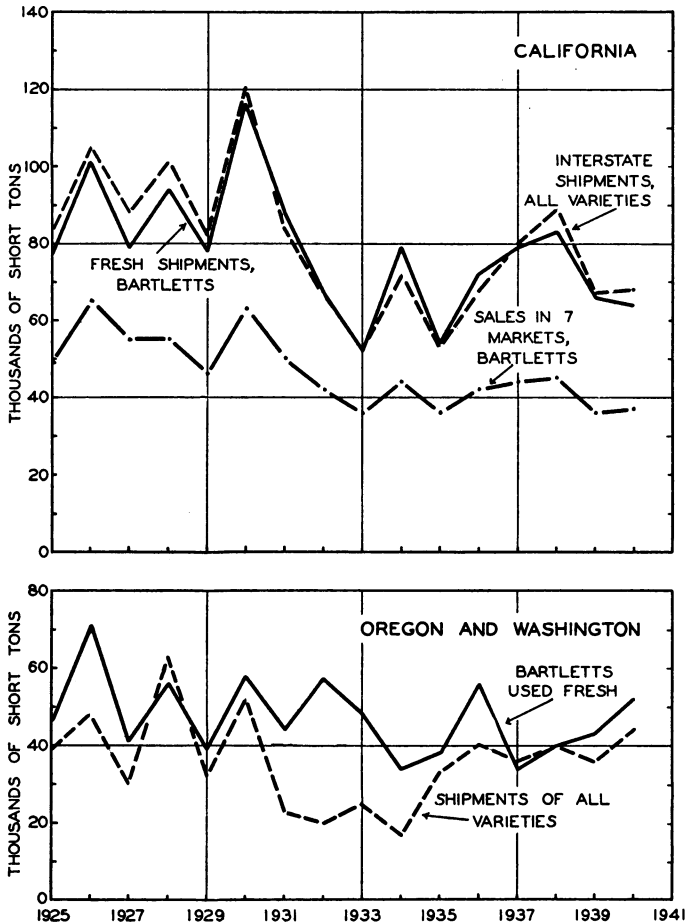 140
CALIFORNIA
120
INTERSTATE
SHIPMENTS,
ALL VARIETIES
100
THOUSANDS OF SHORT TONS
80
FRESH SHIPMENTS,
BARTLETTS
SALES IN 7
MARKETS,
BARTLETTS
60
40
20
0
80
OREGON AND WASHINGTON
THOUSANDS OF SHORT TONS
BARTLETTS
USED FRESH
60
40
SHIPMENTS OF ALL
VARIETIES
20
0
1925 1927 1929 1931 1933 1935 1937 1939 1941